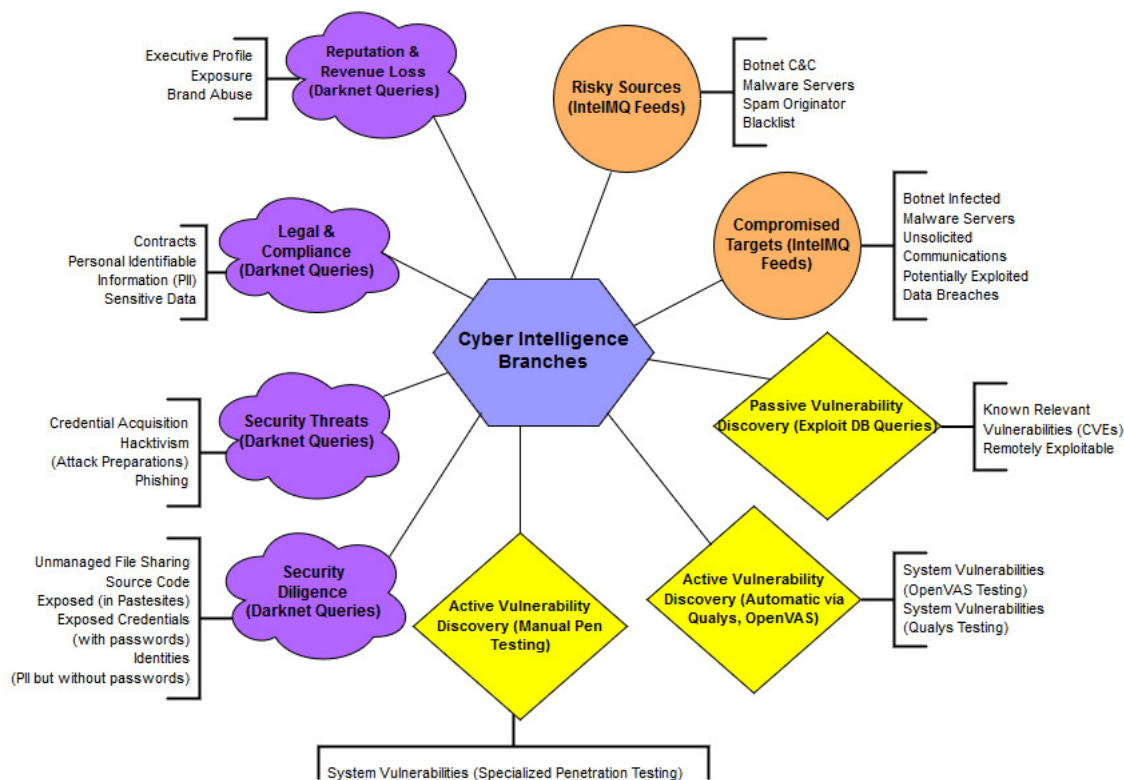 Executive Profile
Exposure
Brand Abuse
Reputation &
Revenue Loss
(Darknet Queries)
Risky Sources
(IntelMQ Feeds)
Botnet C&C
Malware Servers
Spam Originator
Blacklist
Contracts
Personal Identifiable
Information (PII)
Sensitive Data
Legal &
Compliance
(Darknet Queries)
Compromised
Targets (IntelMQ
Feeds)
Botnet Infected
Malware Servers
Unsolicited
Communications
Potentially Exploited
Data Breaches
Cyber Intelligence
Branches
Credential Acquisition
Hacktivism
(Attack Preparations)
Phishing
Security Threats
(Darknet Queries)
Passive Vulnerability
Discovery (Exploit DB Queries)
Known Relevant
Vulnerabilities (CVEs)
Remotely Exploitable
Unmanaged File Sharing
Source Code
Exposed (in Pastesites)
Exposed Credentials
(with passwords)
Identities
(PII but without passwords)
Security
Diligence
(Darknet Queries)
Active Vulnerability
Discovery (Manual Pen
Testing)
Active Vulnerability
Discovery (Automatic via
Qualys, OpenVAS)
System Vulnerabilities
(OpenVAS Testing)
System Vulnerabilities
(Qualys Testing)
System Vulnerabilities (Specialized Penetration Testing)